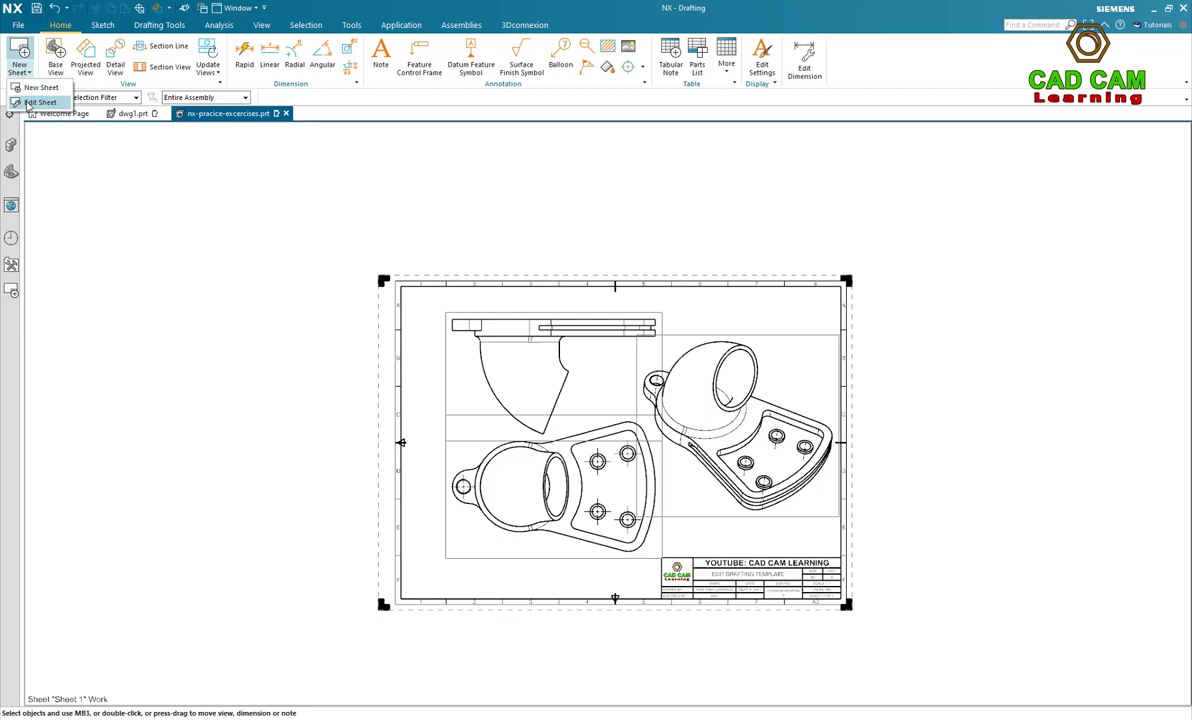 NX Window NX - Drafting SIEMENS
File Home Sketch Drafting Tools Analysis View Selection Tools Application Assemblies 3Dconnexion Find a Command Tutorials
New Sheet Base View Projected View Detail View Section Line Section View Update Views View
Rapid Linear Radial Angular Dimension
Note Feature Control Frame Datum Feature Symbol Surface Finish Symbol Balloon Annotation
Tabular Note Parts List More Table
Edit Settings Display
Edit Dimension
CAD CAM
Learning
New Sheet
Edit Sheet
election Filter Entire Assembly
Welcome Page dwg1.prt nx-pracice-excercises.prt
YOUTUBE: CAD CAM LEARNING
EDIT DRAFTING TEMPLATE
CAD CAM
Learning
Sheet "Sheet 1" Work
Select objects and use MB3, or double-click, or press-drag to move view, dimension or note